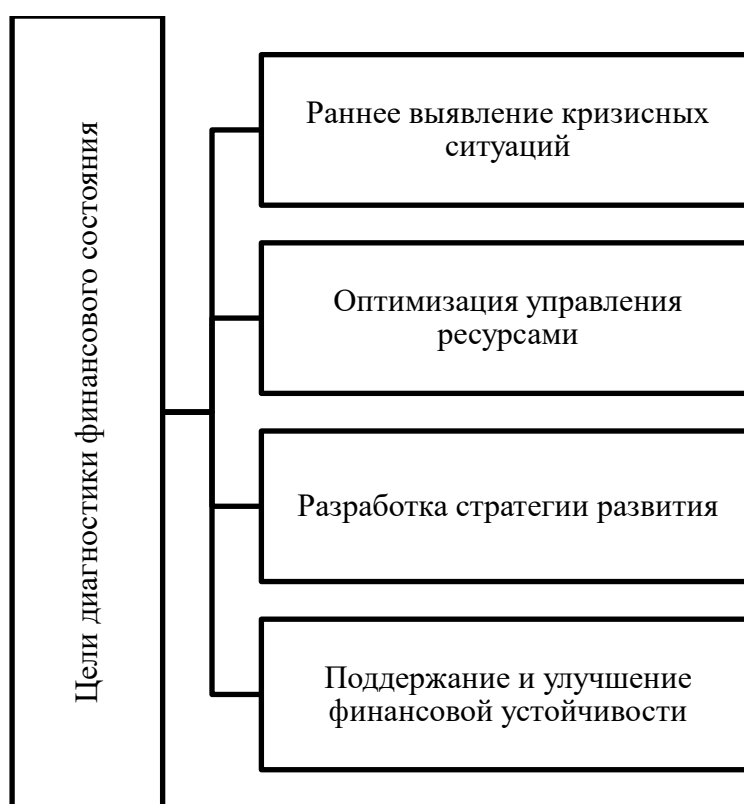 Цели диагностики финансового состояния
Раннее выявление кризисных
ситуаций
Оптимизация управления
ресурсами
Разработка стратегии развития
Поддержание и улучшение
финансовой устойчивости